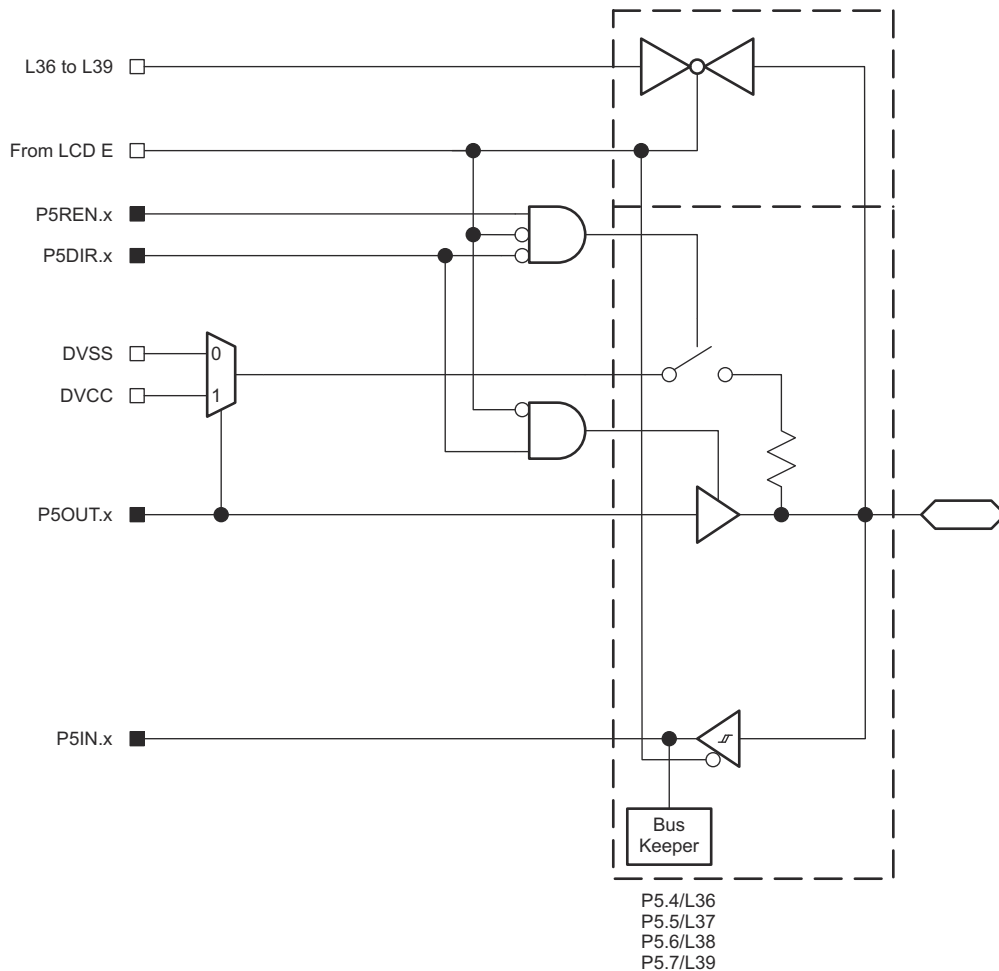 L36 to L39
From LCD E
P5REN.x
P5DIR.x
DVSS
0
DVCC
1
P5OUT.x
P5IN.x
Bus
Keeper
P5.4/L36
P5.5/L37
P5.6/L38
P5.7/L39